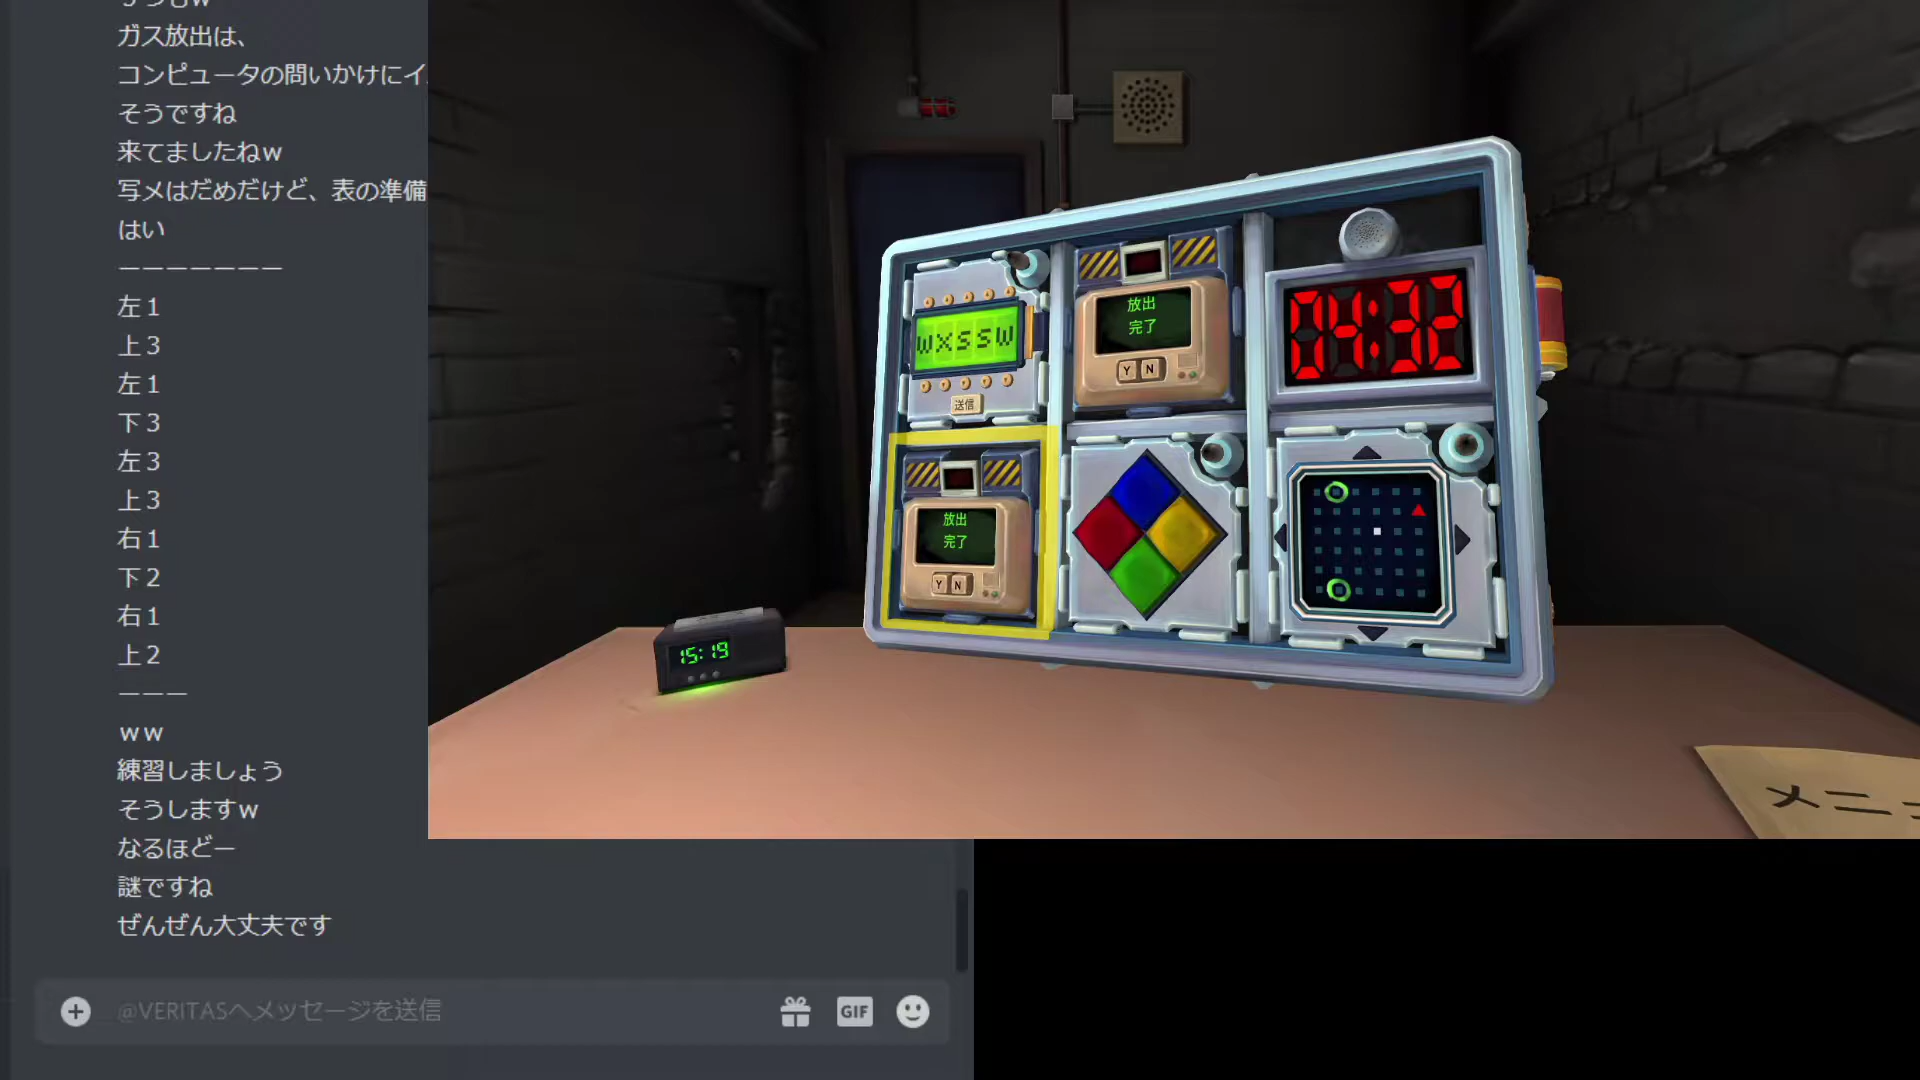 ガス放出は、
コンピュータの問いかけにイ
そうですね
来てましたねｗ
写メはだめだけど、表の準備
はい
ーーーーーーー
左１
上３
左１
下３
左３
上３
右１
下２
右１
上２
ーーー
ｗｗ
練習しましょう
そうしますｗ
なるほどー
謎ですね
ぜんぜん大丈夫です
@VERITASへメッセージを送信
GIF
WXSSW
送信
放出
完了
Y N
04:32
放出
完了
Y N
15:19
メニ